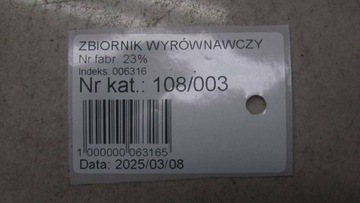 ZBIORNIK WYRÓWNAWCZY
Nr fabr. 23%
Indeks: 006316
Nr kat.: 108/003
1 000000 063165
Data: 2025/03/08